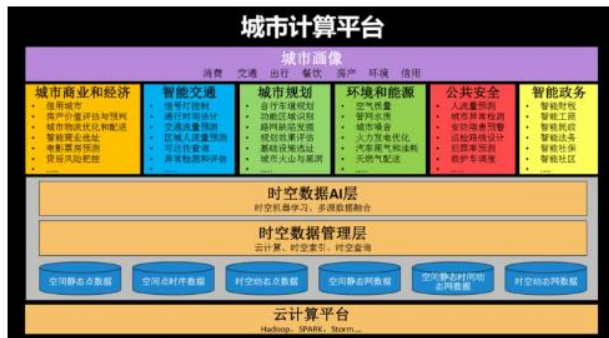 城市计算平台
城市画像
消费 交通 出行 餐饮 房产 环境 信用
城市商业和经济
• 信用城市
• 房产价值评估与预判
• 城市物流优化和配送
• 智能商业选址
• 电影票房预测
• 贷后风险把控
• ……
智能交通
• 信号灯控制
• 通行时间估计
• 交通流量预测
• 区域人流量预测
• 可达性查询
• 异常检测和评估
• ……
城市规划
• 自行车道规划
• 功能区域识别
• 路网缺陷发掘
• 规划效果评估
• 基础设施选址
• 城市火山与黑洞
• ……
环境和能源
• 空气质量
• 管网水质
• 城市噪音
• 火力发电优化
• 汽车尾气和油耗
• 天燃气配送
• ……
公共安全
• 人流量预测
• 城市异常检测
• 安防隐患预警
• 巡检路线设计
• 犯罪率预测
• 救护车调度
• ……
智能政务
• 智能财税
• 智能工商
• 智能民政
• 智能法务
• 智能社保
• 智能社区
• ……
时空数据AI层
时空机器学习、多源数据融合
时空数据管理层
云计算、时空索引、时空查询
空间静态点数据
空间点时序数据
时空动态点数据
空间静态网数据
空间静态时间动
态网数据
时空动态网数据
云计算平台
Hadoop、SPARK、Storm....